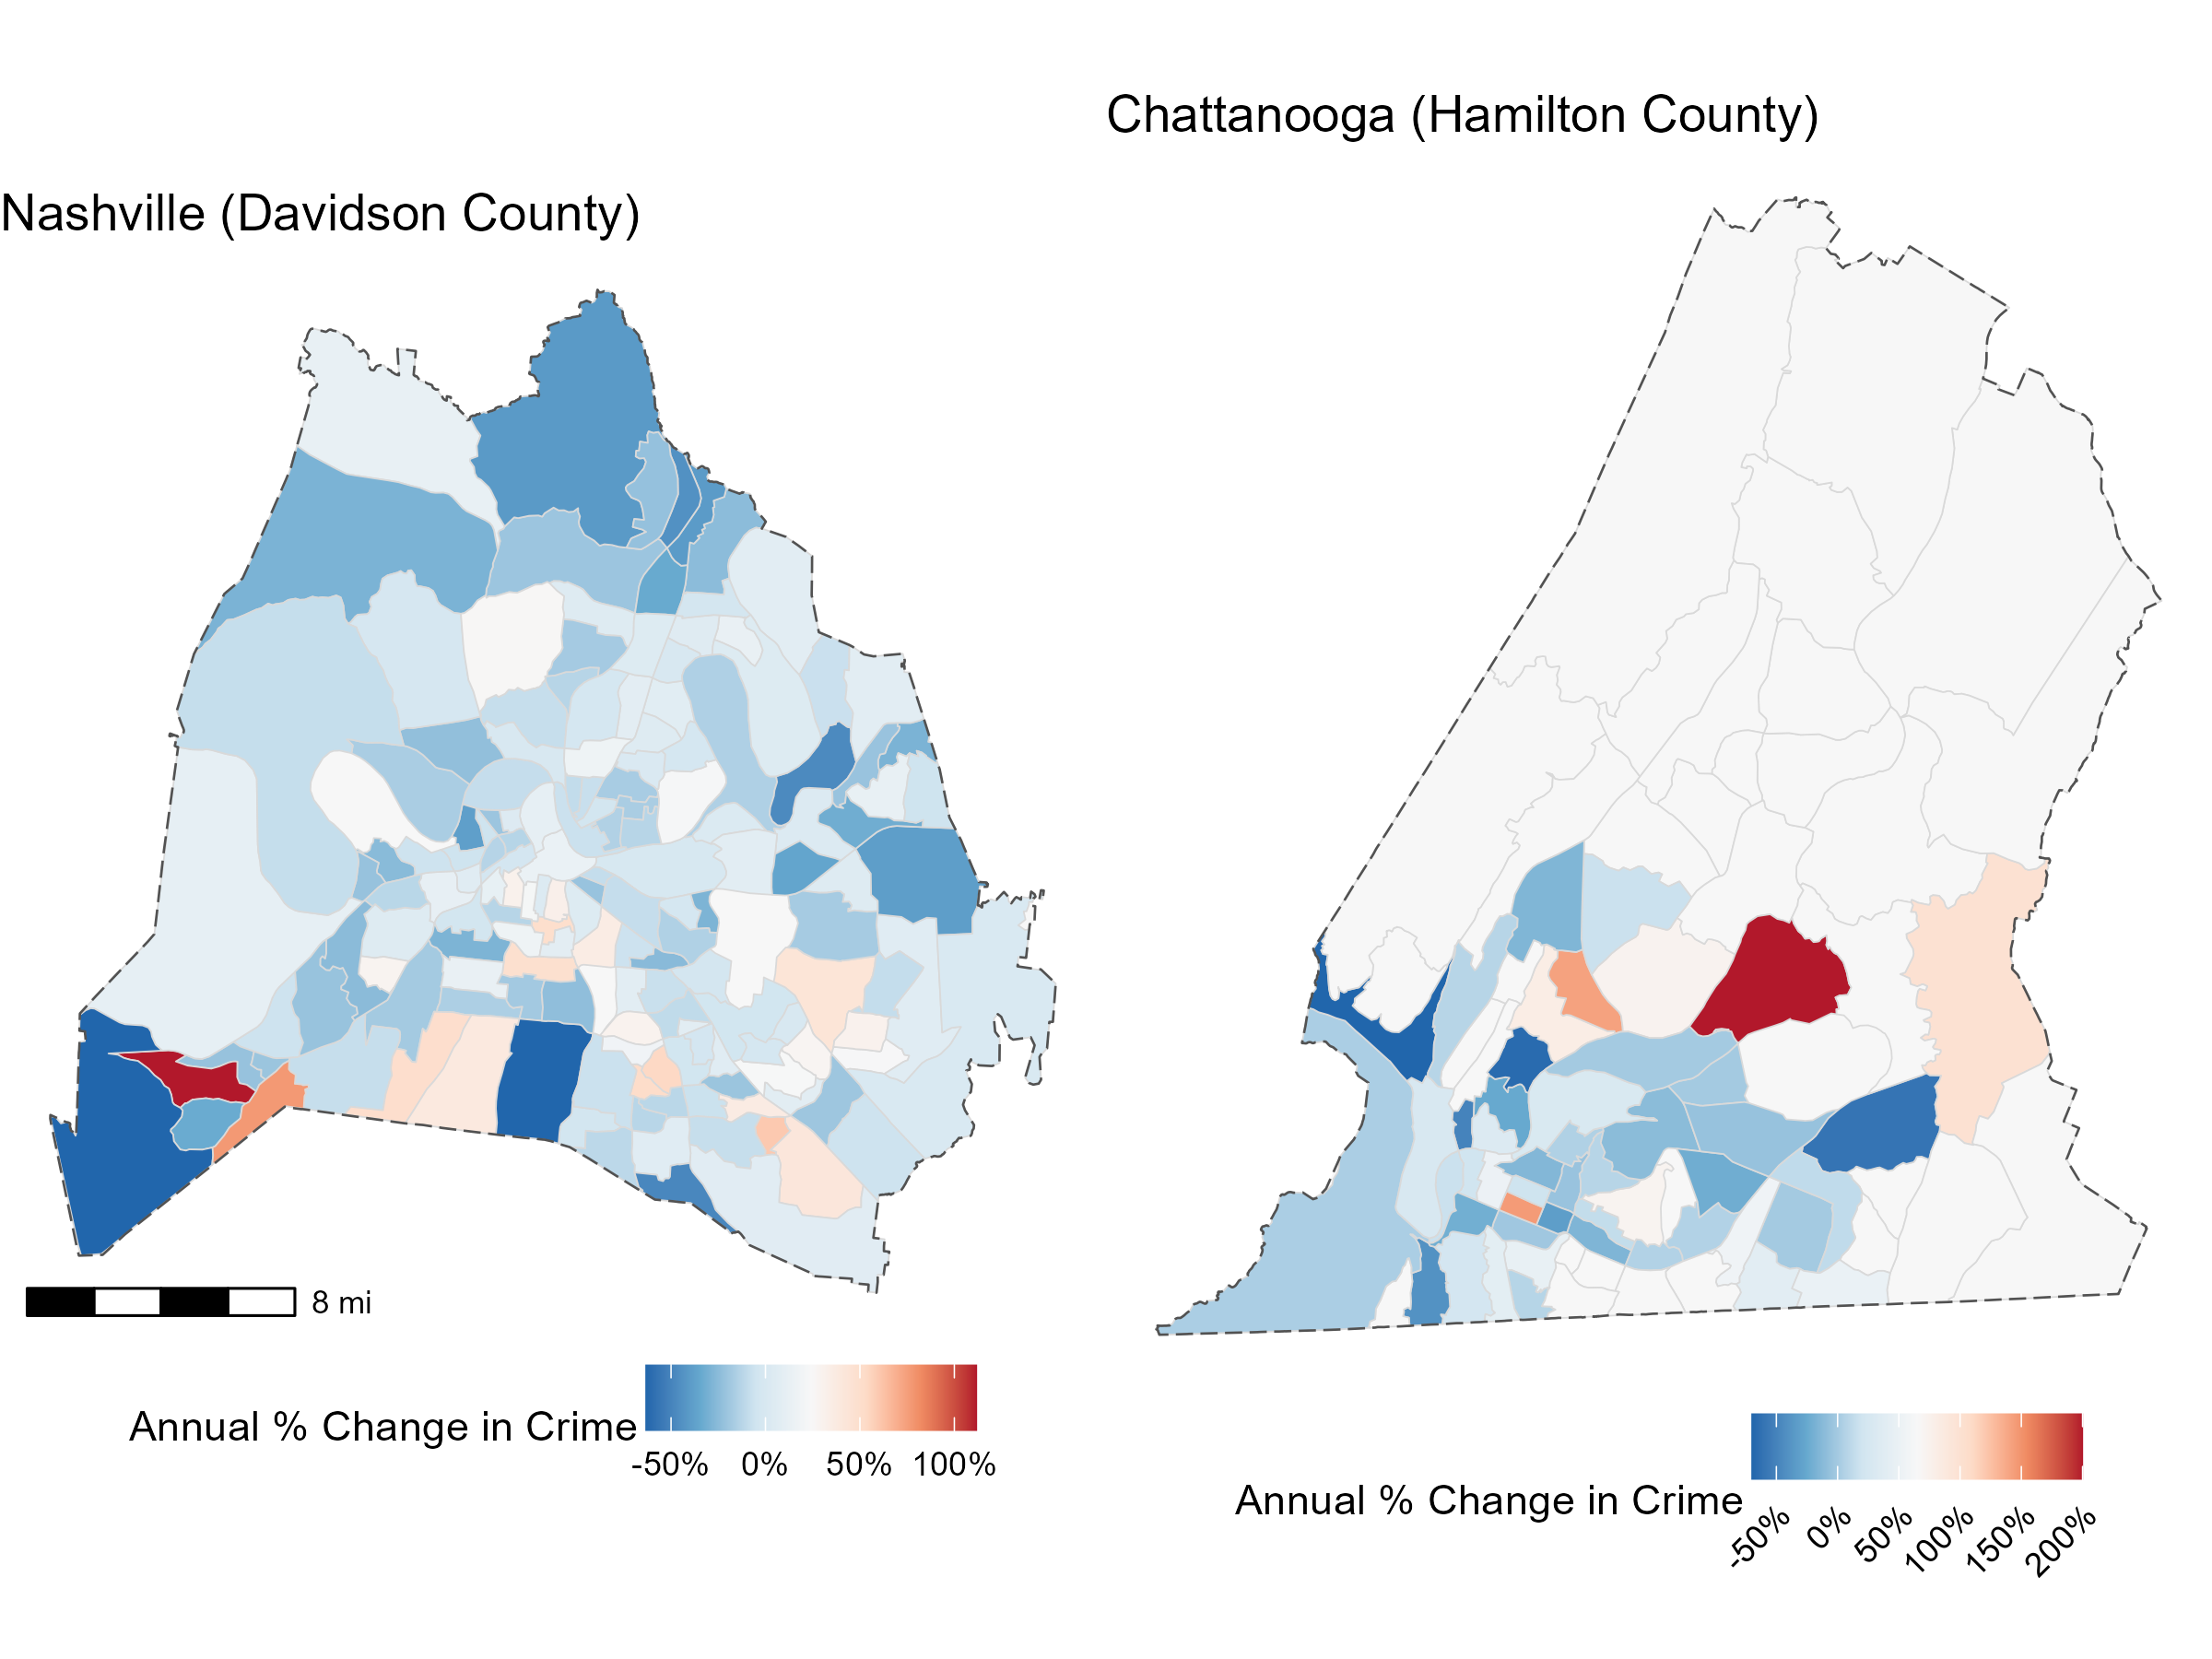 Chattanooga (Hamilton County)
Nashville (Davidson County)
8 mi
Annual % Change in Crime
-50% 0% 50% 100%
Annual % Change in Crime
-50% 0% 50% 100% 150% 200%